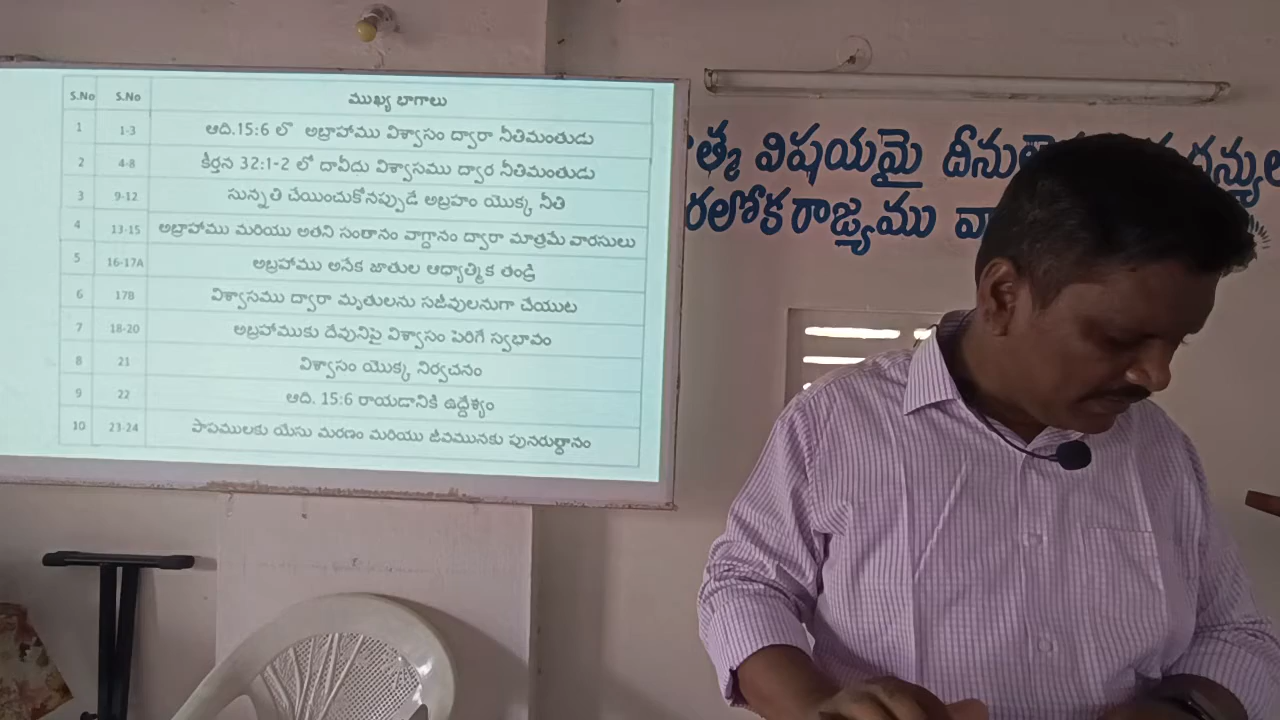 S.No S.No ముఖ్య భాగాలు
1 1-3 ఆది.15:6 లో అబ్రాహాము విశ్వాసం ద్వారా నీతిమంతుడు
2 4-8 కీర్తన 32:1-2 లో దావీదు విశ్వాసము ద్వార నీతిమంతుడు
3 9-12 సున్నతి చేయించుకోనప్పుడే అబ్రహం యొక్క నీతి
4 13-15 అబ్రాహాము మరియు అతని సంతానం వాగ్దానం ద్వారా మాత్రమే వారసులు
5 16-17A అబ్రహాము అనేక జాతుల ఆధ్యాత్మిక తండ్రి
6 17B విశ్వాసము ద్వారా మృతులను సజీవులనుగా చేయుట
7 18-20 అబ్రహాముకు దేవునిపై విశ్వాసం పెరిగే స్వభావం
8 21 విశ్వాసం యొక్క నిర్వచనం
9 22 ఆది. 15:6 రాయడానికి ఉద్దేశ్యం
10 23-24 పాపములకు యేసు మరణం మరియు జీవమునకు పునరుత్థానం
విషయమై
రాజ్యము